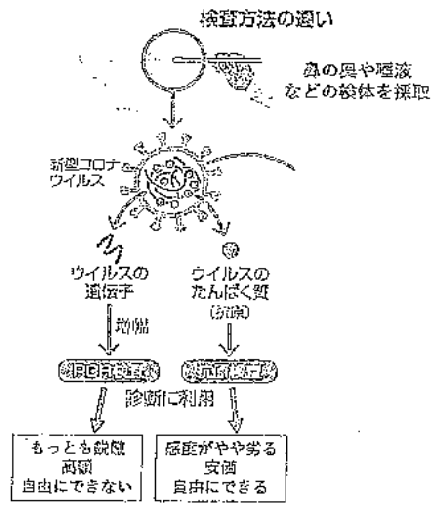 検査方法の違い
鼻の奥や唾液
などの検体を採取
新型コロナ
ウイルス
ウイルスの
遺伝子
ウイルスの
たんぱく質
(抗原)
増幅
PCR検査
抗原検査
診断に利用
もっとも鋭敏
高額
自由にできない
感度がやや劣る
安価
自由にできる